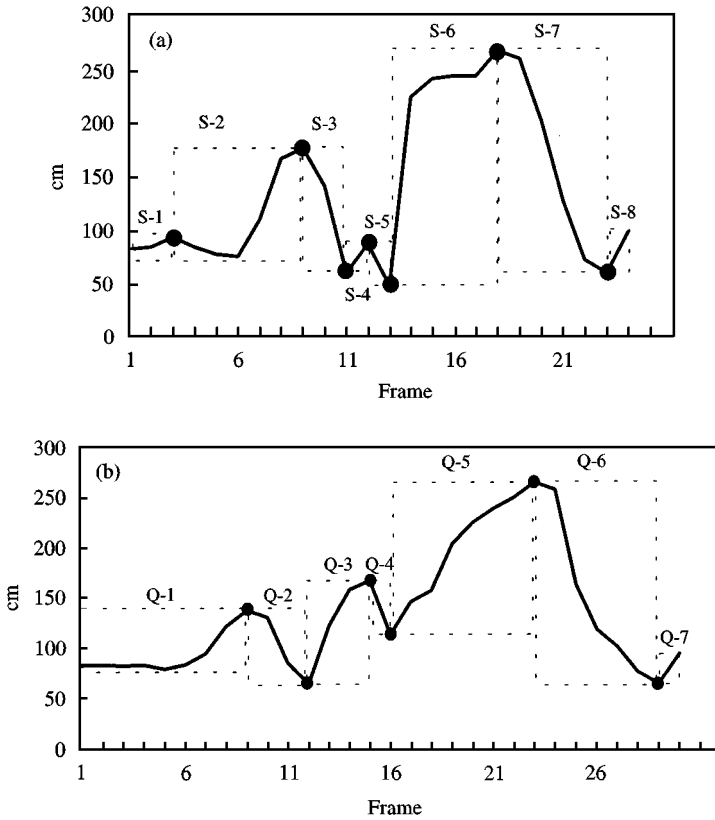 (a)
300
250
200
150
100
50
0
cm
S-1
S-2
S-3
S-4
S-5
S-6
S-7
S-8
1 6 11 16 21
Frame
(b)
300
250
200
150
100
50
0
cm
Q-1
Q-2
Q-3
Q-4
Q-5
Q-6
Q-7
1 6 11 16 21 26
Frame